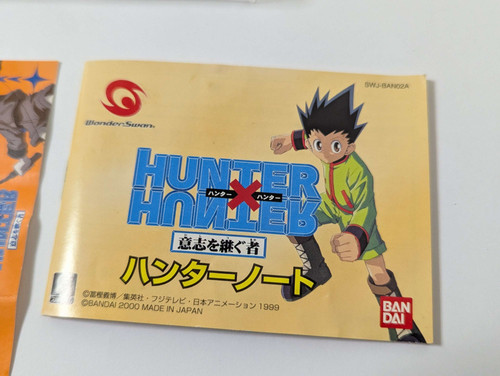 SWJ-BAN02A
WonderSwan
HUNTER
ハンター×ハンター
HUNTER
意志を継ぐ者
ハンターノート
©冨樫義博/集英社・フジテレビ・日本アニメーション 1999
©BANDAI 2000 MADE IN JAPAN
BAN
DAI